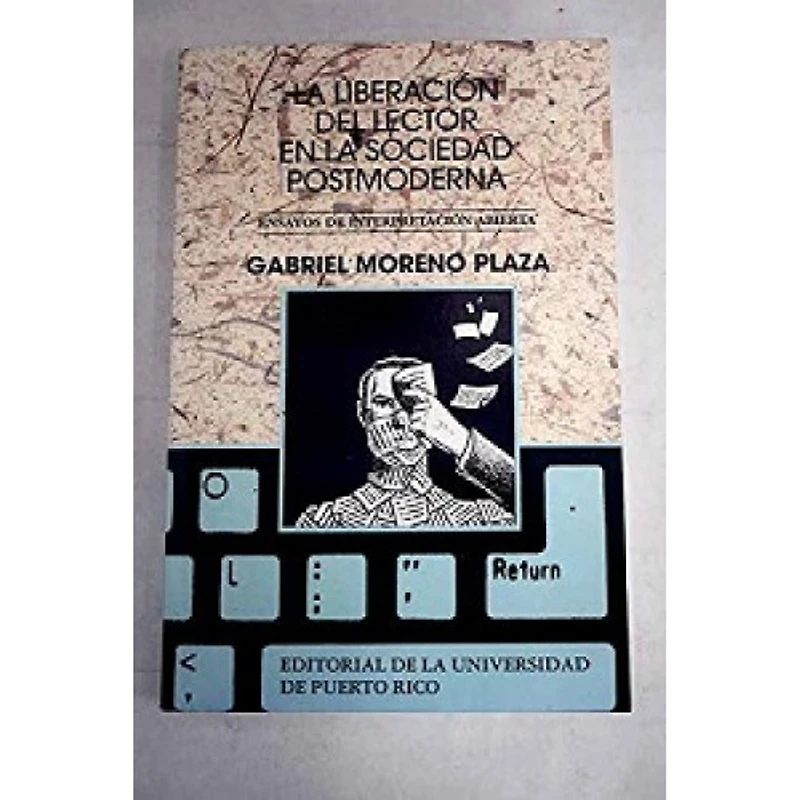 LA LIBERACIÓN
DEL LECTOR
EN LA SOCIEDAD
POSTMODERNA
ENSAYOS DE INTERPRETACIÓN ABIERTA
GABRIEL MORENO PLAZA
O
L : ; " ' Return
< ,
EDITORIAL DE LA UNIVERSIDAD
DE PUERTO RICO